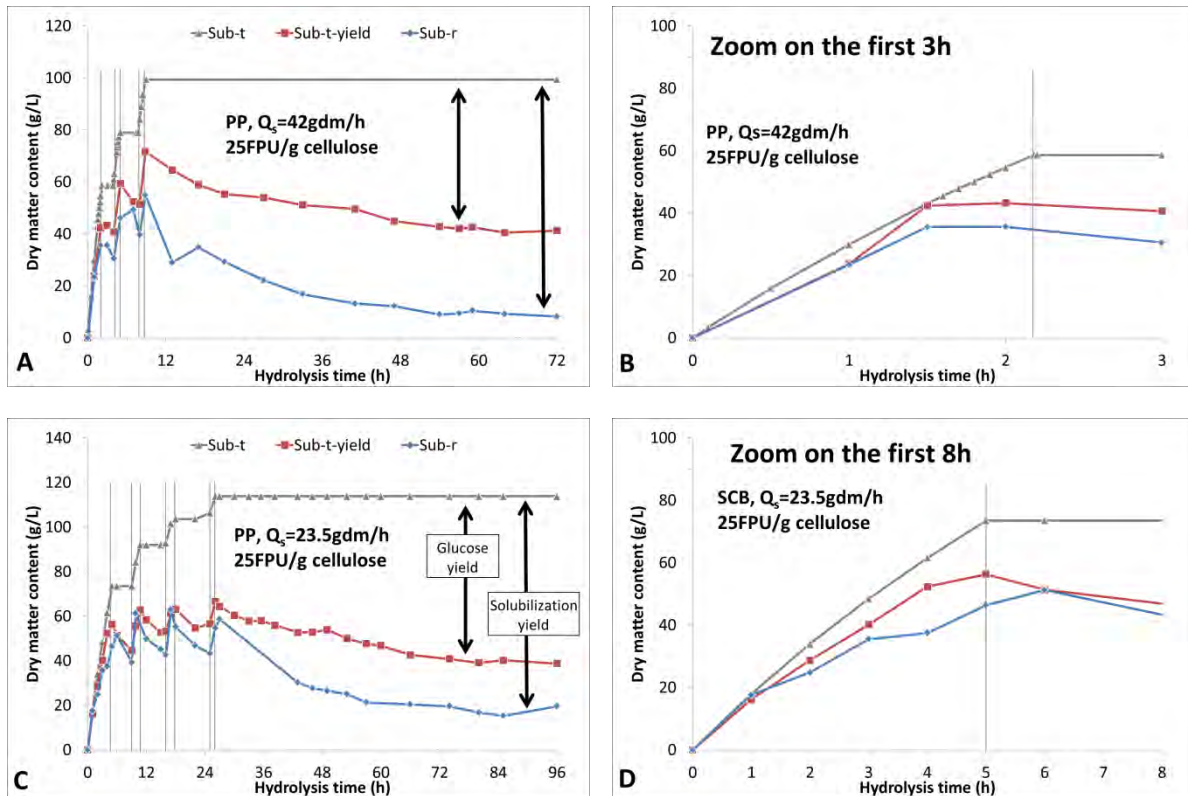 120
100
80
60
40
20
0
Dry matter content (g/L)
Sub-t Sub-t-yield Sub-r
PP, Qs=42gdm/h
25FPU/g cellulose
0 12 24 36 48 60 72
Hydrolysis time (h)
A
100
80
60
40
20
0
Dry matter content (g/L)
Zoom on the first 3h
PP, Qs=42gdm/h
25FPU/g cellulose
0 1 2 3
Hydrolysis time (h)
B
140
120
100
80
60
40
20
0
Dry matter content (g/L)
Sub-t Sub-t-yield Sub-r
PP, Qs=23.5gdm/h
25FPU/g cellulose
Glucose
yield
Solubilization
yield
0 12 24 36 48 60 72 84 96
Hydrolysis time (h)
C
100
80
60
40
20
0
Dry matter content (g/L)
Zoom on the first 8h
SCB, Qs=23.5gdm/h
25FPU/g cellulose
0 1 2 3 4 5 6 7 8
Hydrolysis time (h)
D